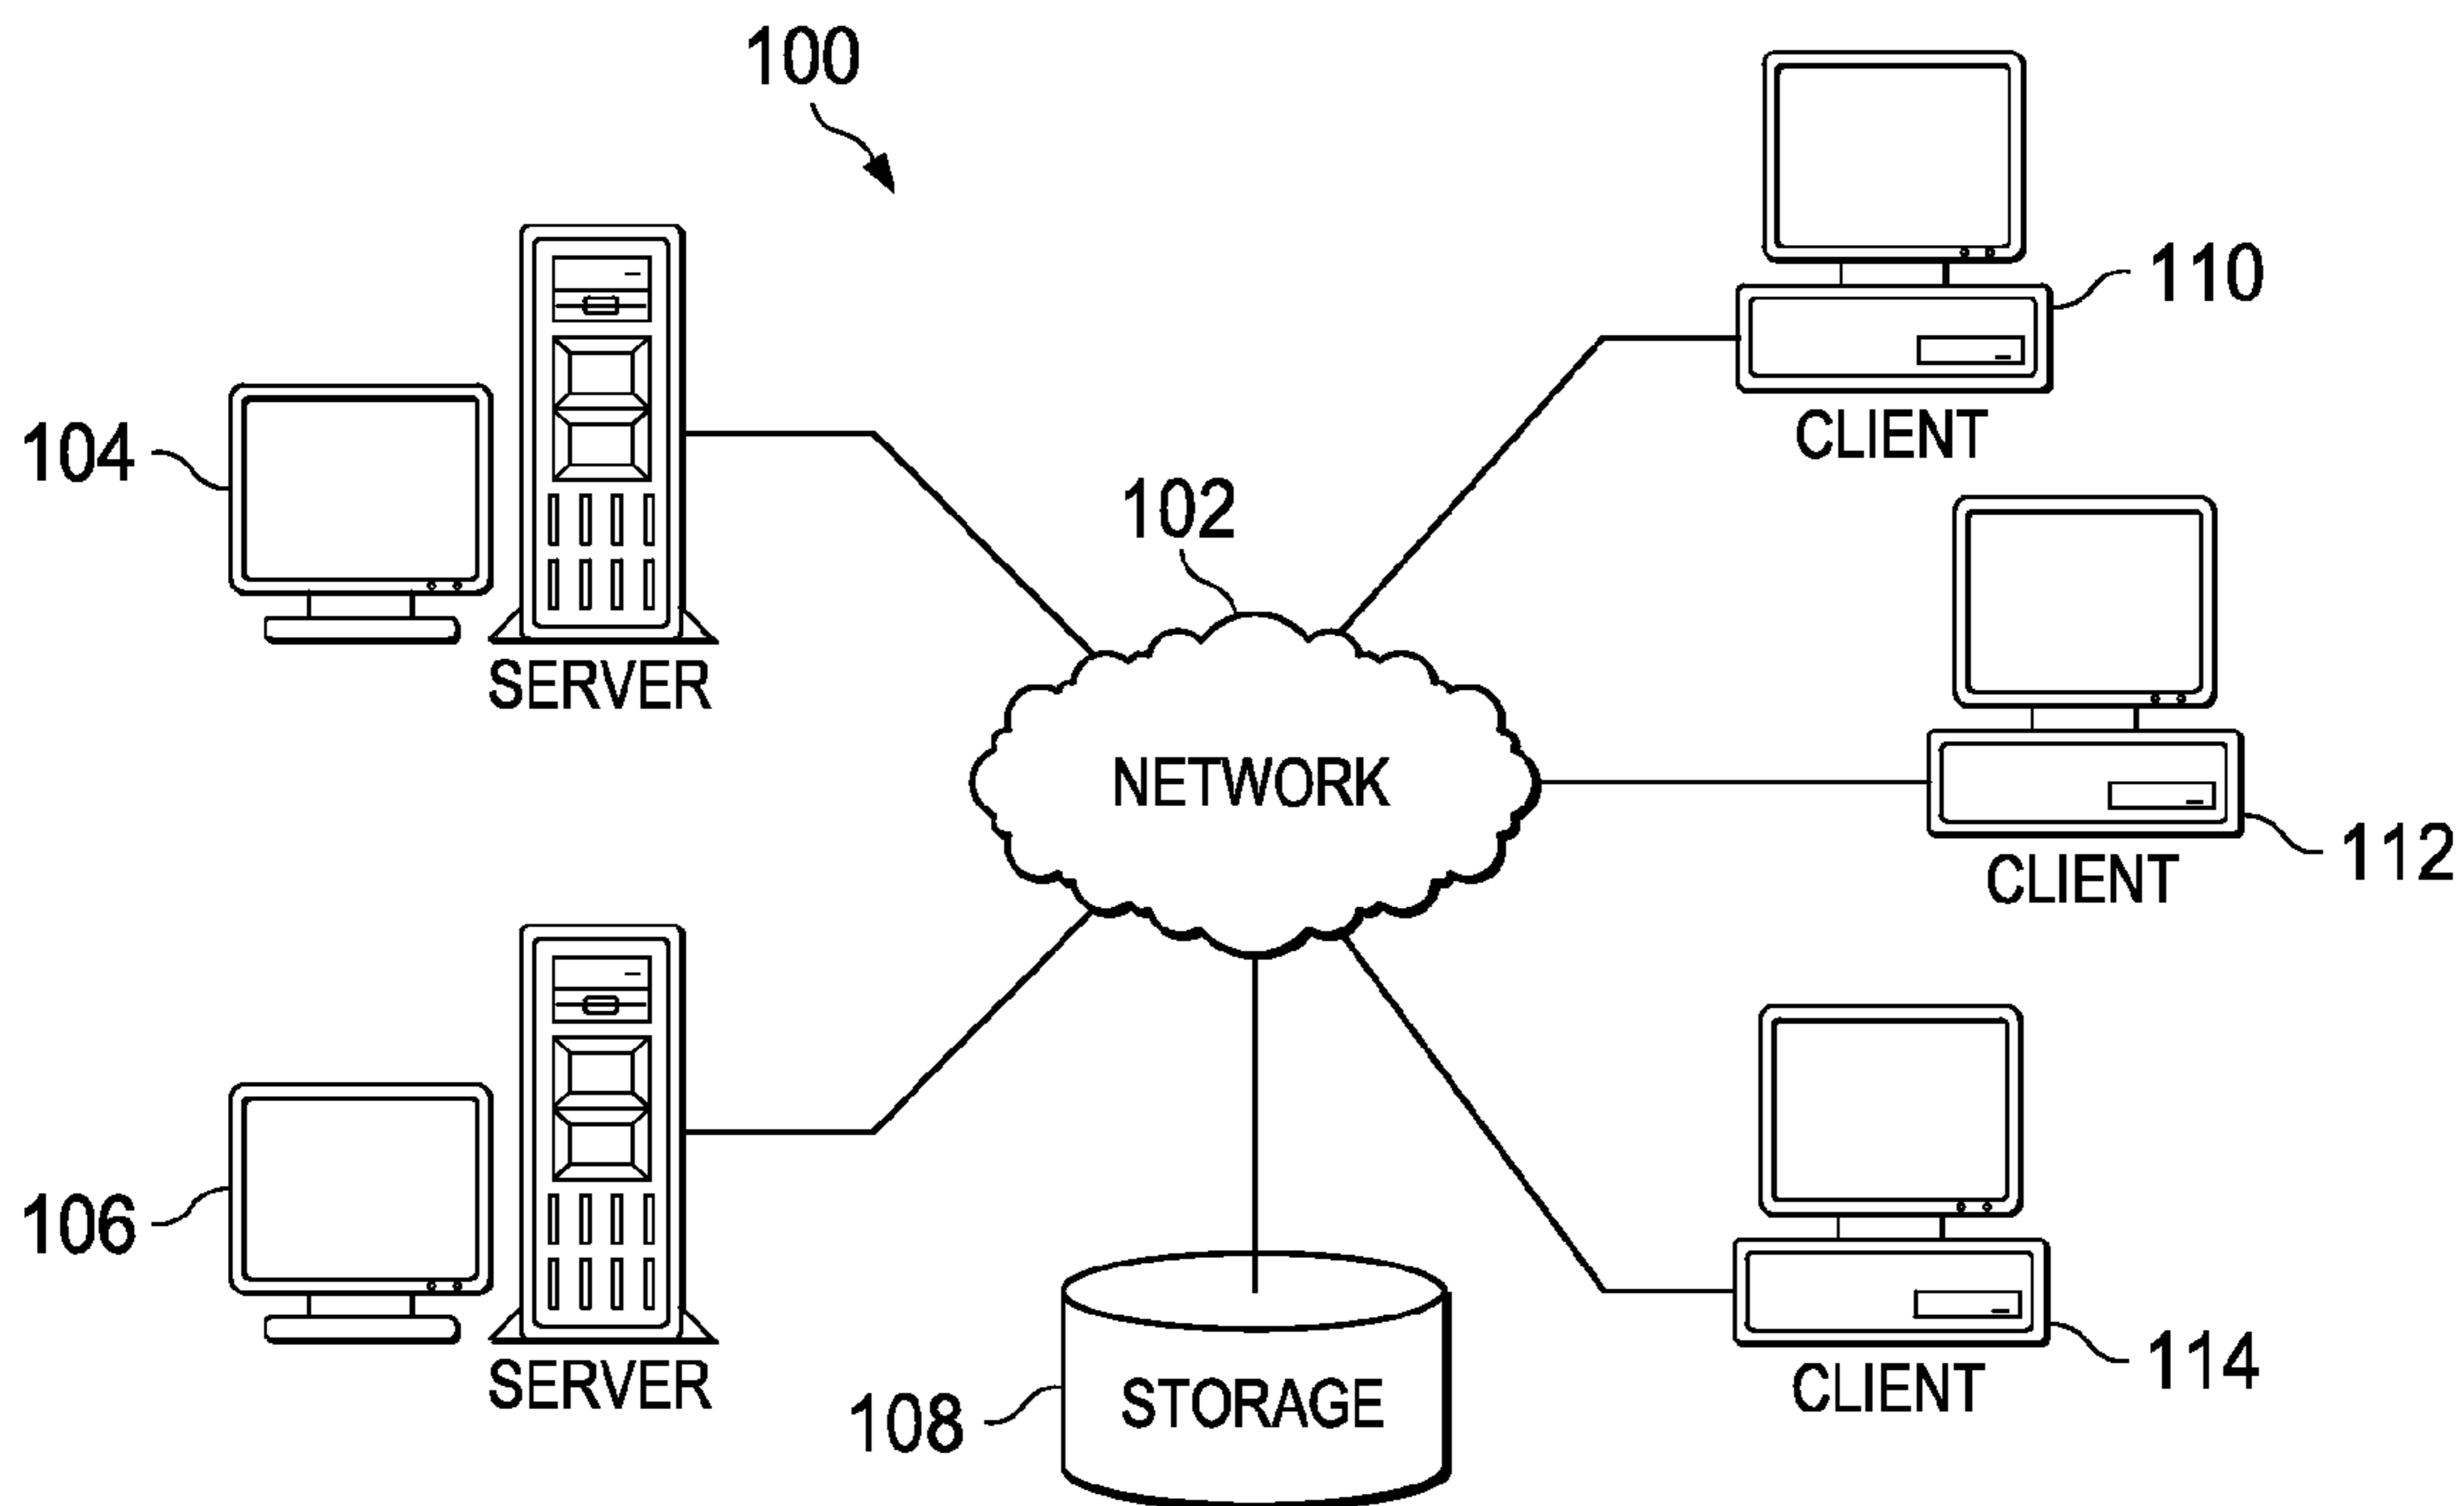 100
110
CLIENT
104
102
SERVER
NETWORK
112
CLIENT
106
SERVER
108
STORAGE
114
CLIENT